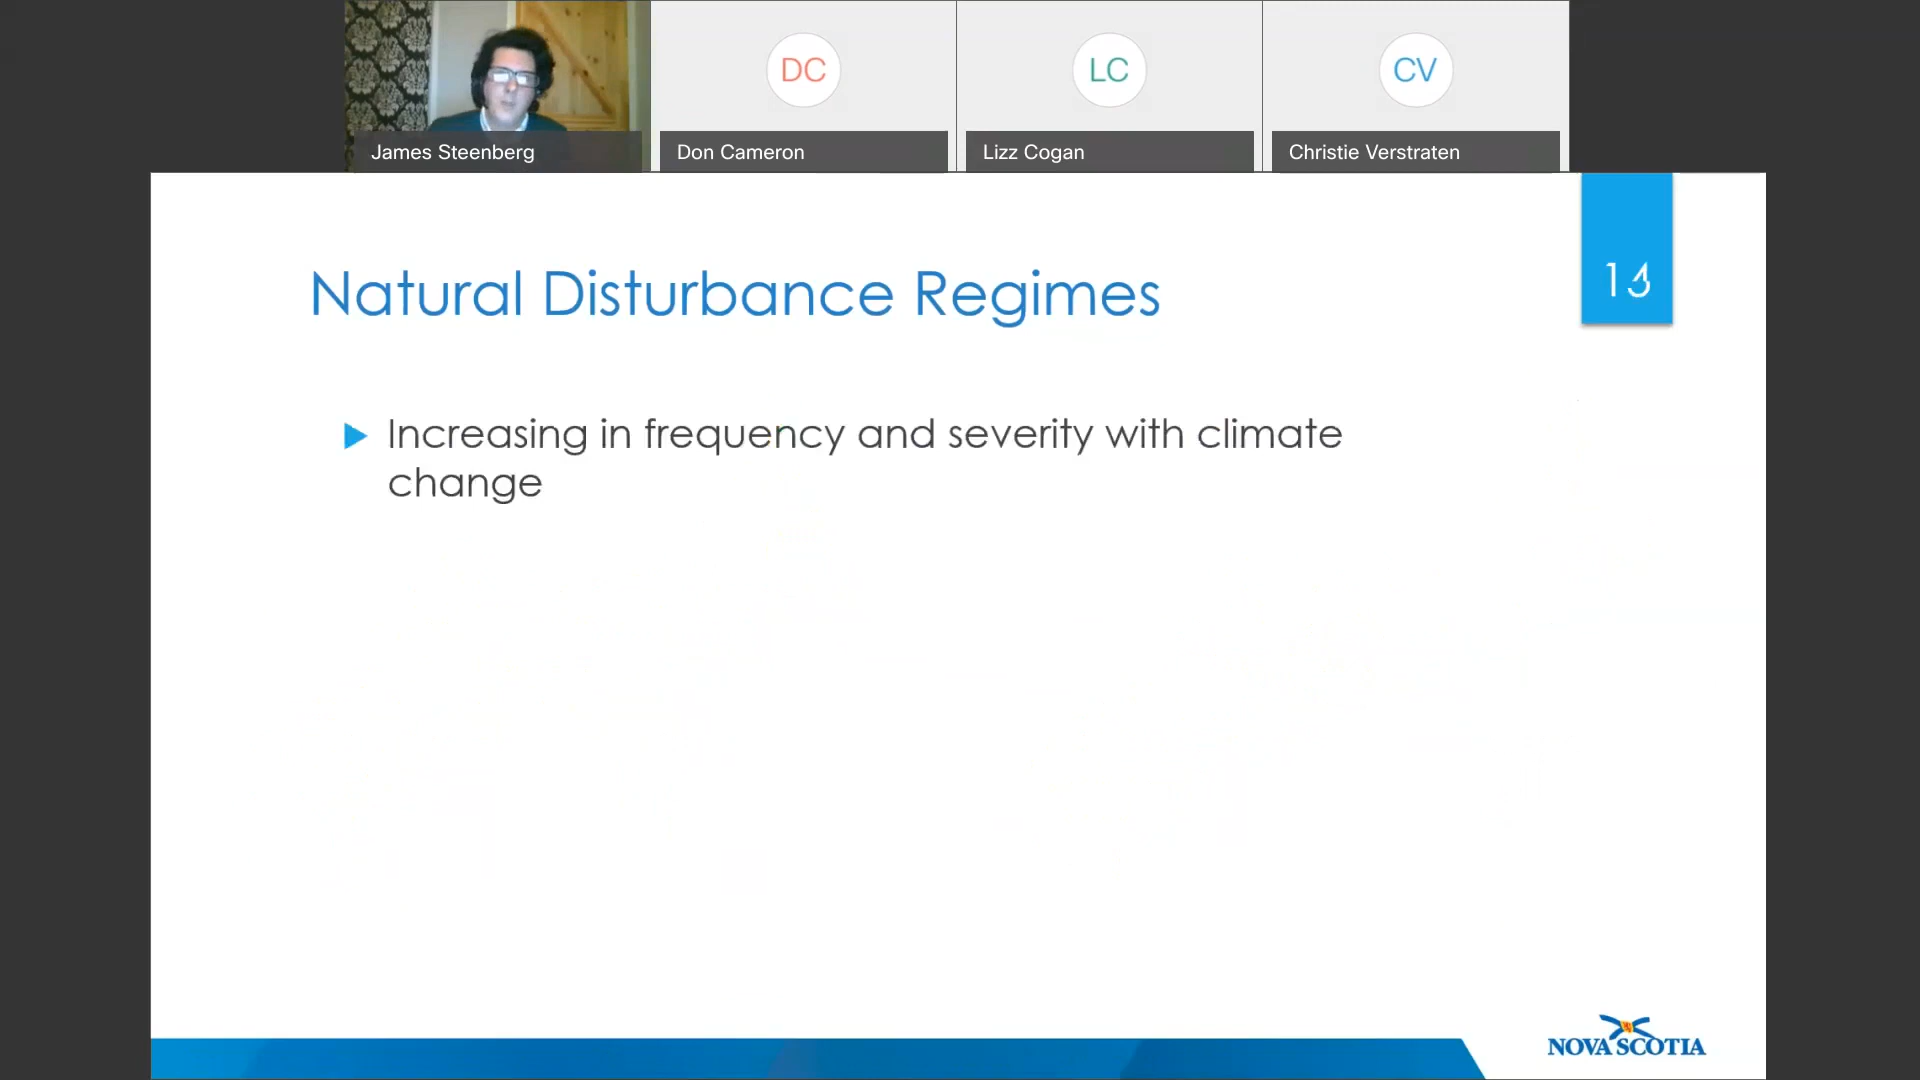 DC
LC
CV
James Steenberg
Don Cameron
Lizz Cogan
Christie Verstraten
Natural Disturbance Regimes
Increasing in frequency and severity with climate
change
NOVA SCOTIA